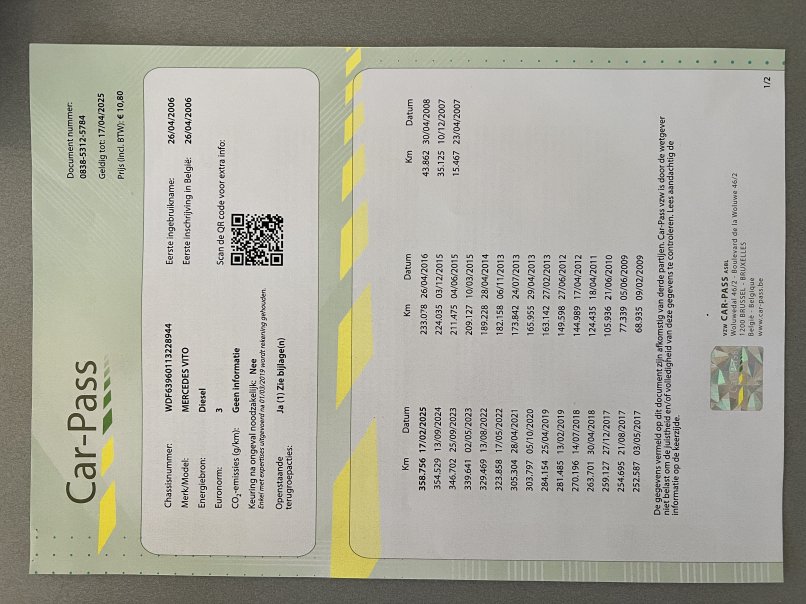 Car-Pass
Document nummer:
0838-5312-5784
Geldig tot: 17/04/2025
Prijs (incl. BTW): € 10,80
Chassisnummer: WDF63960113228944
Merk/Model: MERCEDES VITO
Energiebron: Diesel
Euronorm: 3
CO2-emissies (g/km): Geen informatie
Keuring na ongeval noodzakelijk: Nee
Enkel met expertises uitgevoerd na 01/03/2019 wordt rekening gehouden.
Openstaande
terugroepacties: Ja (1) Zie bijlage(n)
Eerste ingebruikname: 26/04/2006
Eerste inschrijving in België: 26/04/2006
Scan de QR code voor extra info:
Km Datum
358.756 17/02/2025
354.529 13/09/2024
346.702 25/09/2023
339.641 02/05/2023
329.469 13/08/2022
323.858 17/05/2022
305.304 28/04/2021
303.797 05/10/2020
284.154 25/04/2019
281.485 13/02/2019
270.196 14/07/2018
263.701 30/04/2018
259.127 27/12/2017
254.695 21/08/2017
252.587 03/05/2017
Km Datum
233.078 26/04/2016
224.035 03/12/2015
211.475 04/06/2015
209.127 10/03/2015
189.228 28/04/2014
182.158 06/11/2013
173.842 24/07/2013
165.955 29/04/2013
163.142 27/02/2013
149.598 27/06/2012
144.989 17/04/2012
124.435 18/04/2011
105.936 21/06/2010
77.339 05/06/2009
68.935 09/02/2009
Km Datum
43.862 30/04/2008
35.125 10/12/2007
15.467 23/04/2007
De gegevens vermeld op dit document zijn afkomstig van derde partijen. Car-Pass vzw is door de wetgever
niet belast om de juistheid en/of volledigheid van deze gegevens te controleren. Lees aandachtig de
informatie op de keerzijde.
vzw CAR-PASS asbl
Woluwedal 46/2 - Boulevard de la Woluwe 46/2
1200 BRUSSEL - BRUXELLES
België - Belgique
www.car-pass.be
1/2